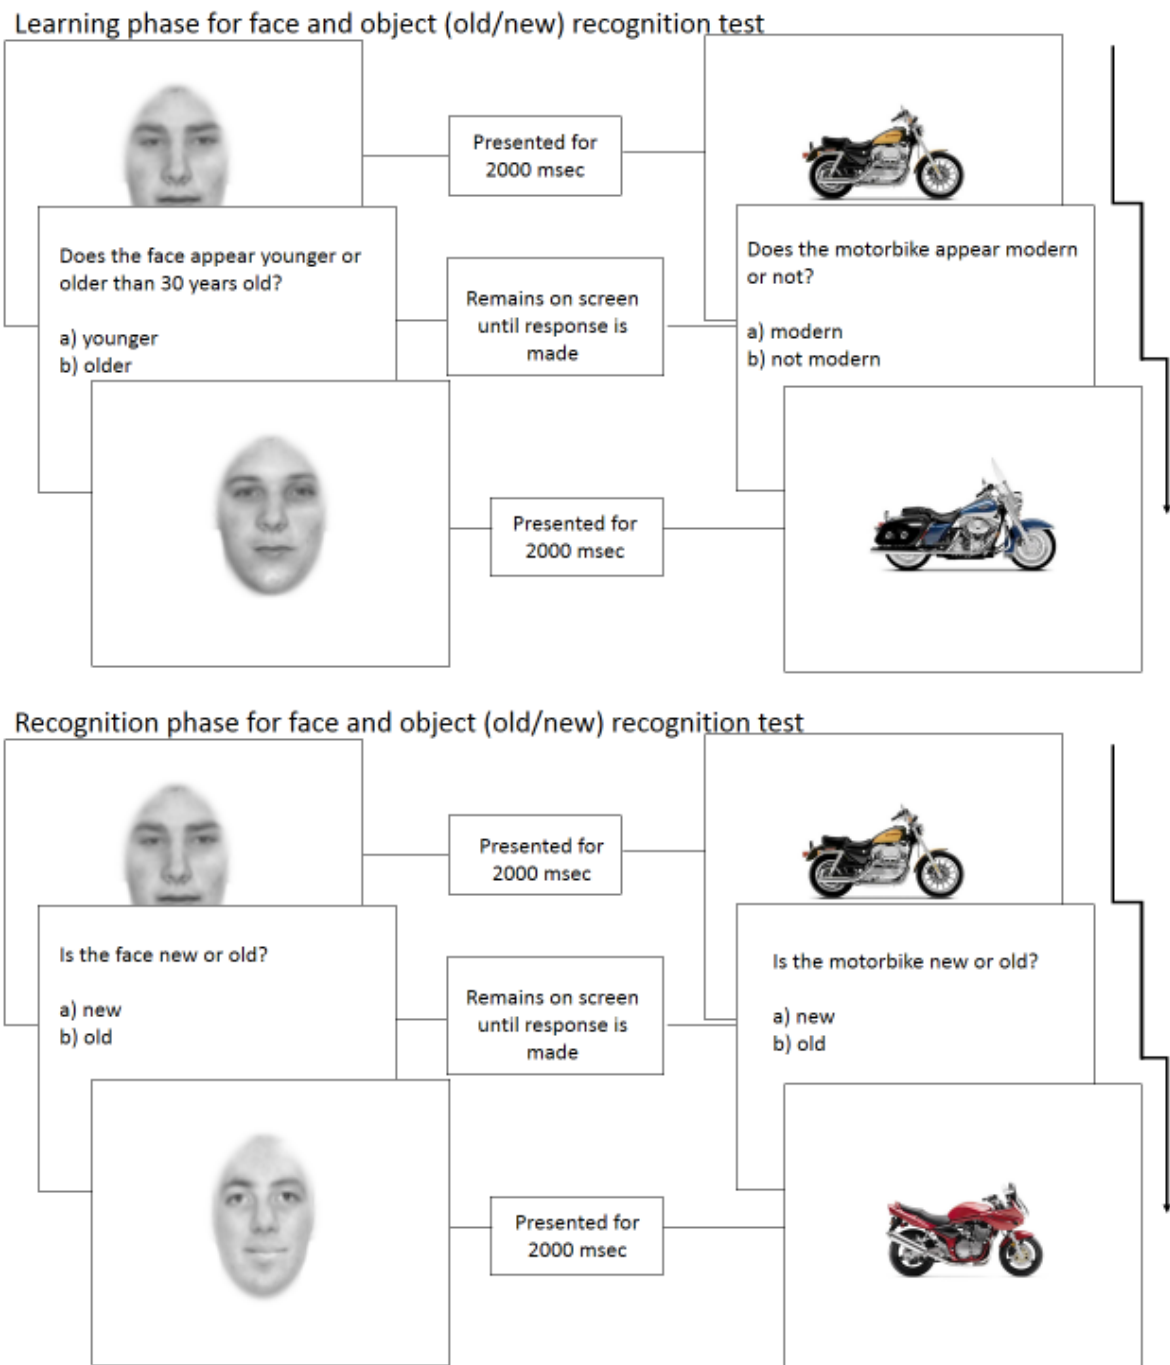 Learning phase for face and object (old/new) recognition test
Presented for
2000 msec
Does the face appear younger or
older than 30 years old?
a) younger
b) older
Remains on screen
until response is
made
Does the motorbike appear modern
or not?
a) modern
b) not modern
Presented for
2000 msec
Recognition phase for face and object (old/new) recognition test
Presented for
2000 msec
Is the face new or old?
a) new
b) old
Remains on screen
until response is
made
Is the motorbike new or old?
a) new
b) old
Presented for
2000 msec